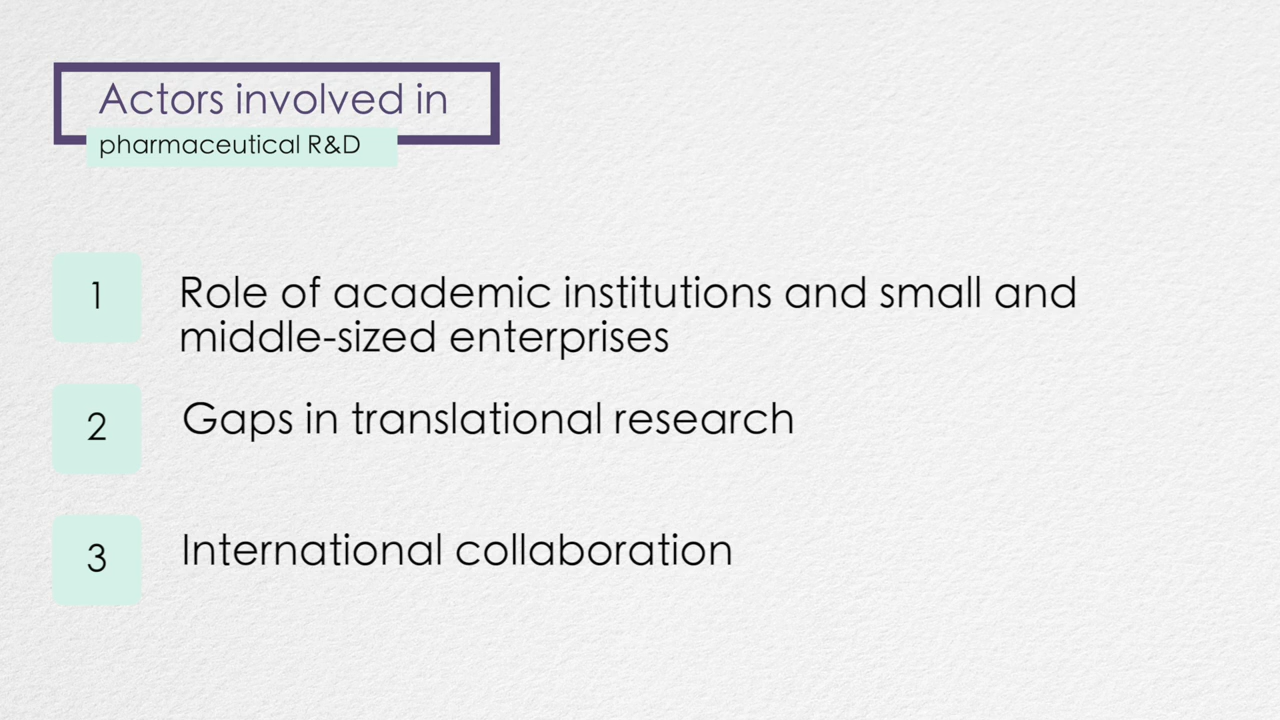 Actors involved in
pharmaceutical R&D
1
Role of academic institutions and small and
middle-sized enterprises
2
Gaps in translational research
3
International collaboration